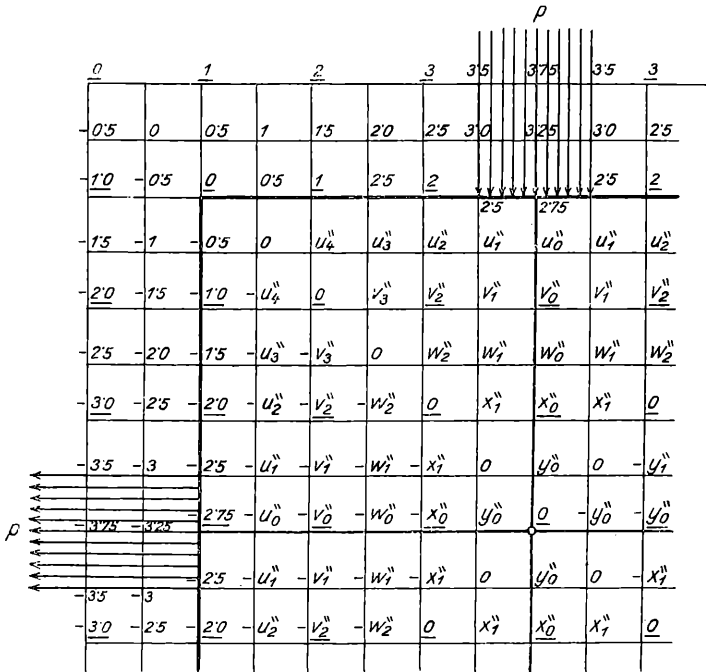 p
0 1 2 3 3·5 3·75 3·5 3
-0·5 0 0·5 1 1·5 2·0 2·5 3·0 3·25 3·0 2·5
-1·0 -0·5 0 0·5 1 2·5 2 2·5 2
2·5 2·75
-1·5 -1 -0·5 0 u₄" u₃" u₂" u₁" u₀" u₁" u₂"
-2·0 -1·5 -1·0 -u₄" 0 v₃" v₂" v₁" v₀" v₁" v₂"
-2·5 -2·0 -1·5 -u₃" -v₃" 0 w₂" w₁" w₀" w₁" w₂"
-3·0 -2·5 -2·0 -u₂" -v₂" -w₂" 0 x₁" x₀" x₁" 0
-3·5 -3 -2·5 -u₁" -v₁" -w₁" -x₁" 0 y₀" 0 -y₁"
-2·75 -u₀" -v₀" -w₀" -x₀" y₀" 0 -y₀" -y₀"
p -3·75 -3·25
-2·5 -u₁" -v₁" -w₁" -x₁" 0 y₀" 0 -x₁"
-3·5 -3
-3·0 -2·5 -2·0 -u₂" -v₂" -w₂" 0 x₁" x₀" x₁" 0